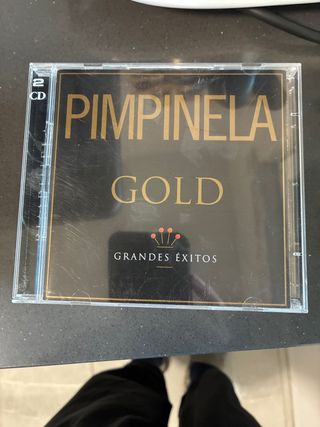 2
CD
PIMPINELA
GOLD
GRANDES ÉXITOS